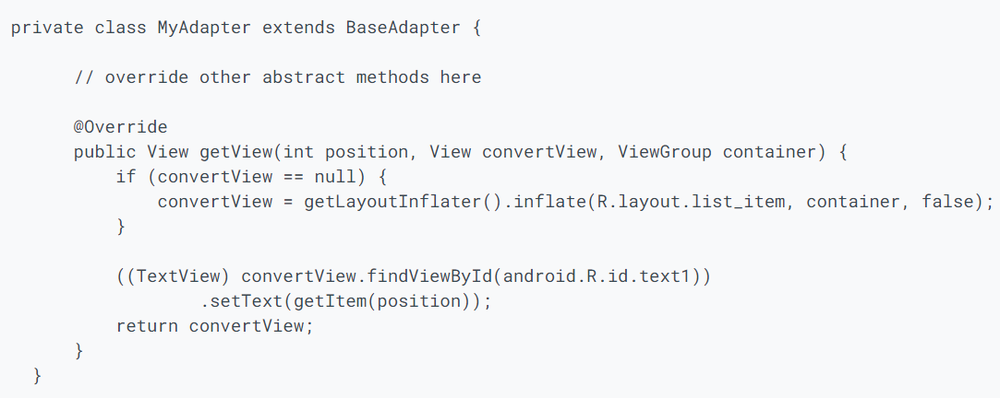 private class MyAdapter extends BaseAdapter {
// override other abstract methods here
@Override
public View getView(int position, View convertView, ViewGroup container) {
if (convertView == null) {
convertView = getLayoutInflater().inflate(R.layout.list_item, container, false);
}
((TextView) convertView.findViewById(android.R.id.text1))
.setText(getItem(position));
return convertView;
}
}